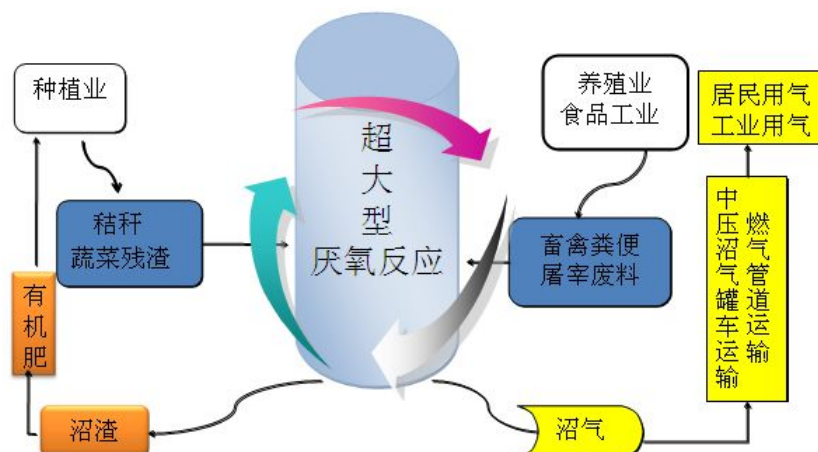 种植业
秸秆
蔬菜残渣
有机肥
沼渣
超大型
厌氧反应
养殖业
食品工业
畜禽粪便
屠宰废料
沼气
中压沼气罐车运输
燃气管道运输
居民用气
工业用气